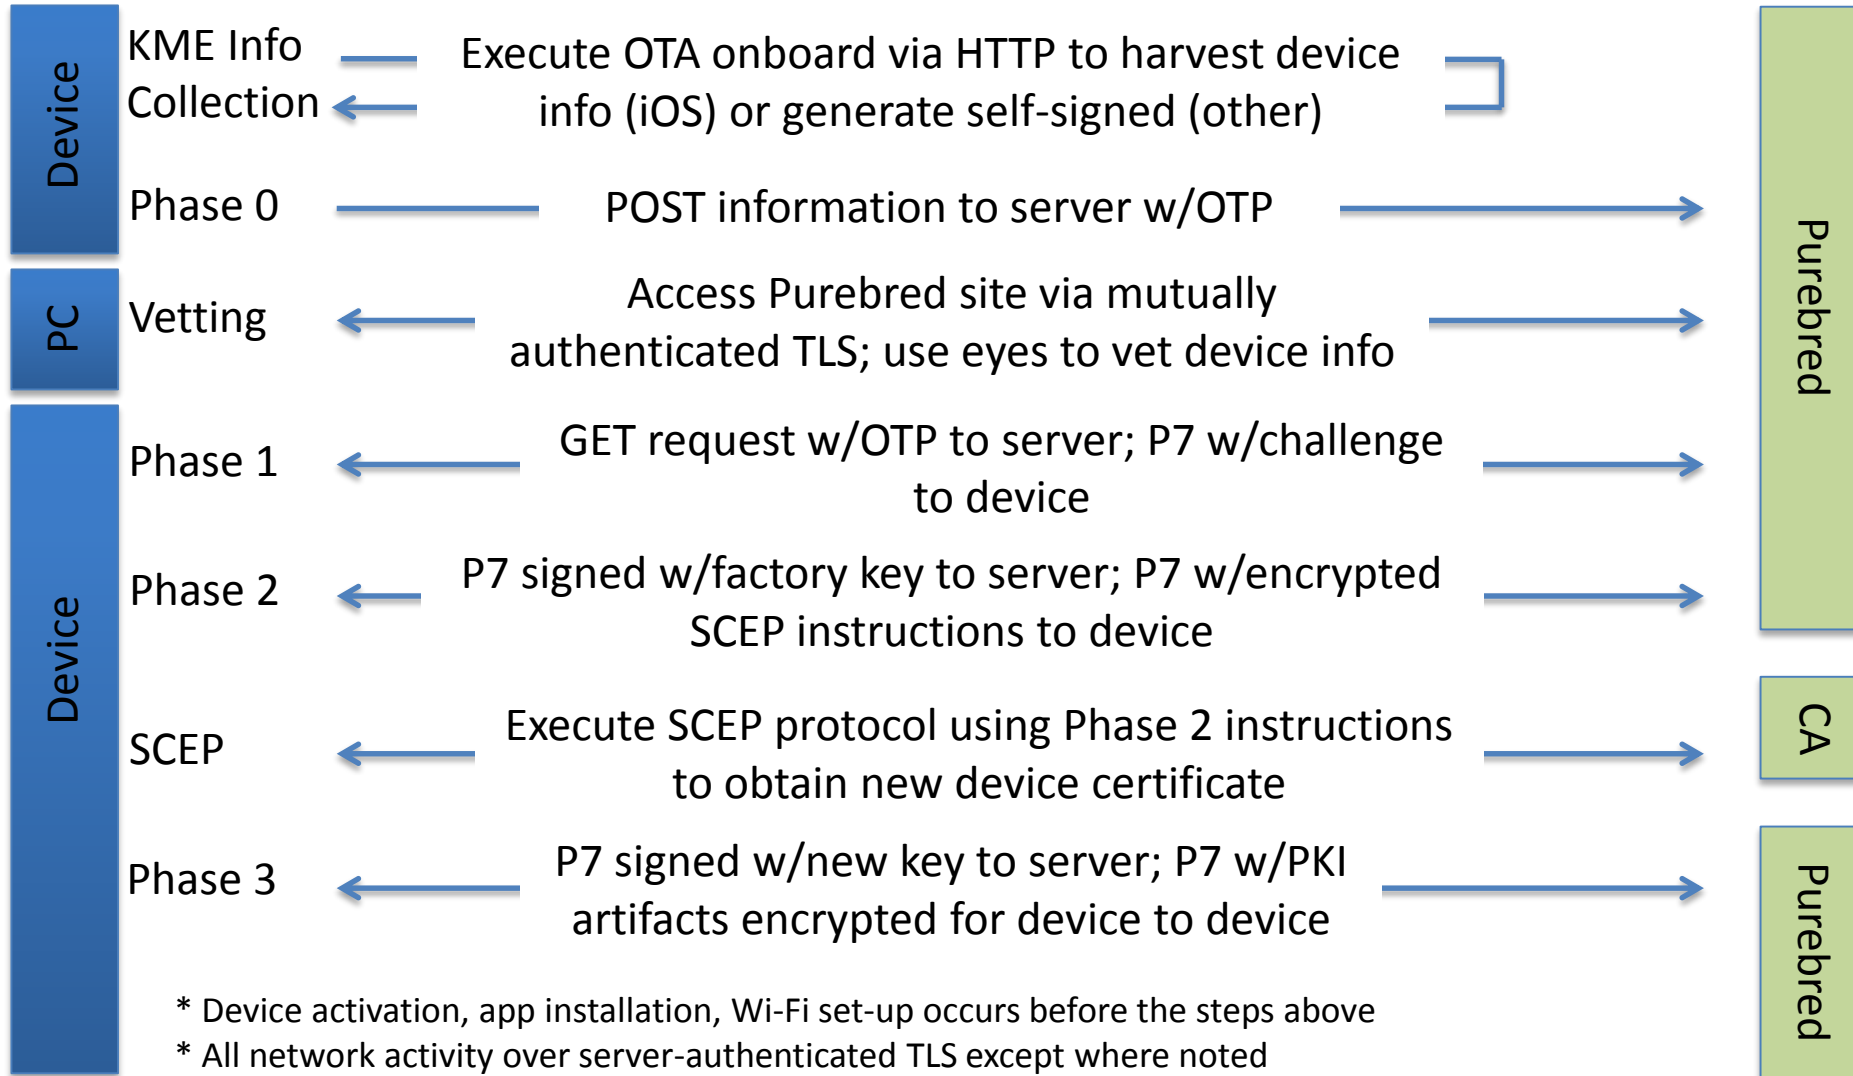 Device
KME Info
Collection
Execute OTA onboard via HTTP to harvest device
info (iOS) or generate self-signed (other)
Phase 0
POST information to server w/OTP
Purebred
PC
Vetting
Access Purebred site via mutually
authenticated TLS; use eyes to vet device info
Device
Phase 1
GET request w/OTP to server; P7 w/challenge
to device
Phase 2
P7 signed w/factory key to server; P7 w/encrypted
SCEP instructions to device
SCEP
Execute SCEP protocol using Phase 2 instructions
to obtain new device certificate
CA
Phase 3
P7 signed w/new key to server; P7 w/PKI
artifacts encrypted for device to device
Purebred
* Device activation, app installation, Wi-Fi set-up occurs before the steps above
* All network activity over server-authenticated TLS except where noted